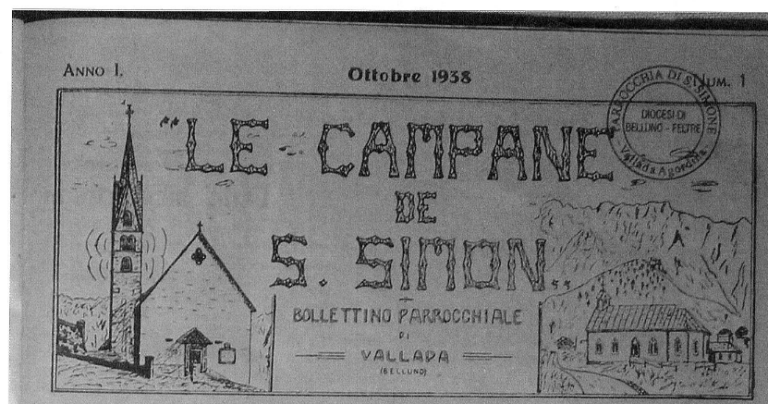 ANNO I.
Ottobre 1938
NUM. 1
PARROCCHIA DI S. SIMONE
DIOCESI DI
BELLUNO - FELTRE
Vallada Agordina
"LE CAMPANE
DE
S. SIMON"
BOLLETTINO PARROCCHIALE
DI
VALLADA
(BELLUNO)